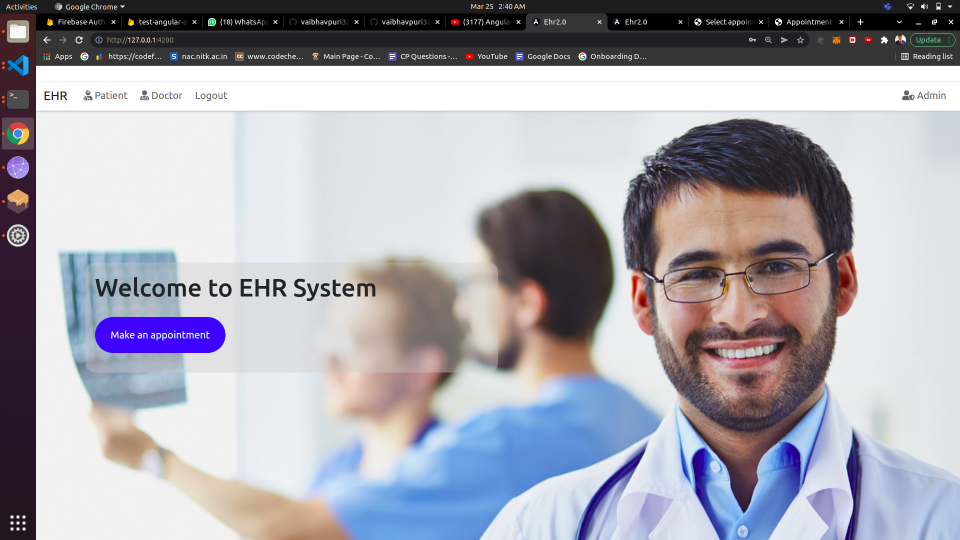 Activities Google Chrome Mar 25 2:40 AM
Firebase Auth test-angular-a (18) WhatsApp vaibhavpuri32 vaibhavpuri32 (3177) Angula Ehr2.0 Ehr2.0 Select appoin Appointment
http://127.0.0.1:4200 Update
Apps https://codef... nac.nitk.ac.in www.codeche... Main Page - Co... CP Questions -... YouTube Google Docs Onboarding D... Reading list
EHR Patient Doctor Logout Admin
Welcome to EHR System
Make an appointment